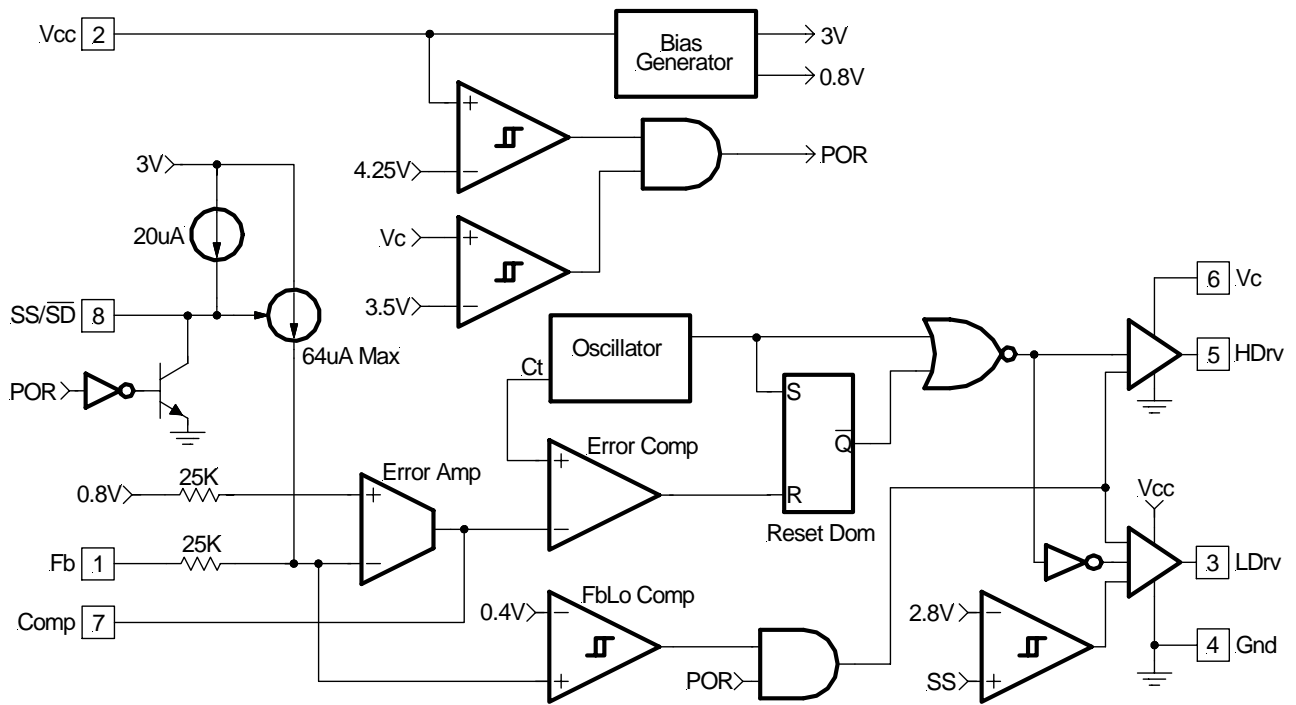 Vcc 2
Bias
Generator
3V
0.8V
+
−
4.25V
POR
3V
20uA
Vc
+
3.5V
−
SS/SD 8
64uA Max
POR
6 Vc
5 HDrv
Oscillator
Ct
S
Q
R
Reset Dom
Error Comp
+
−
Error Amp
0.8V
25K
+
Fb 1
25K
−
Comp 7
FbLo Comp
0.4V
−
+
POR
Vcc
3 LDrv
2.8V
−
SS
+
4 Gnd